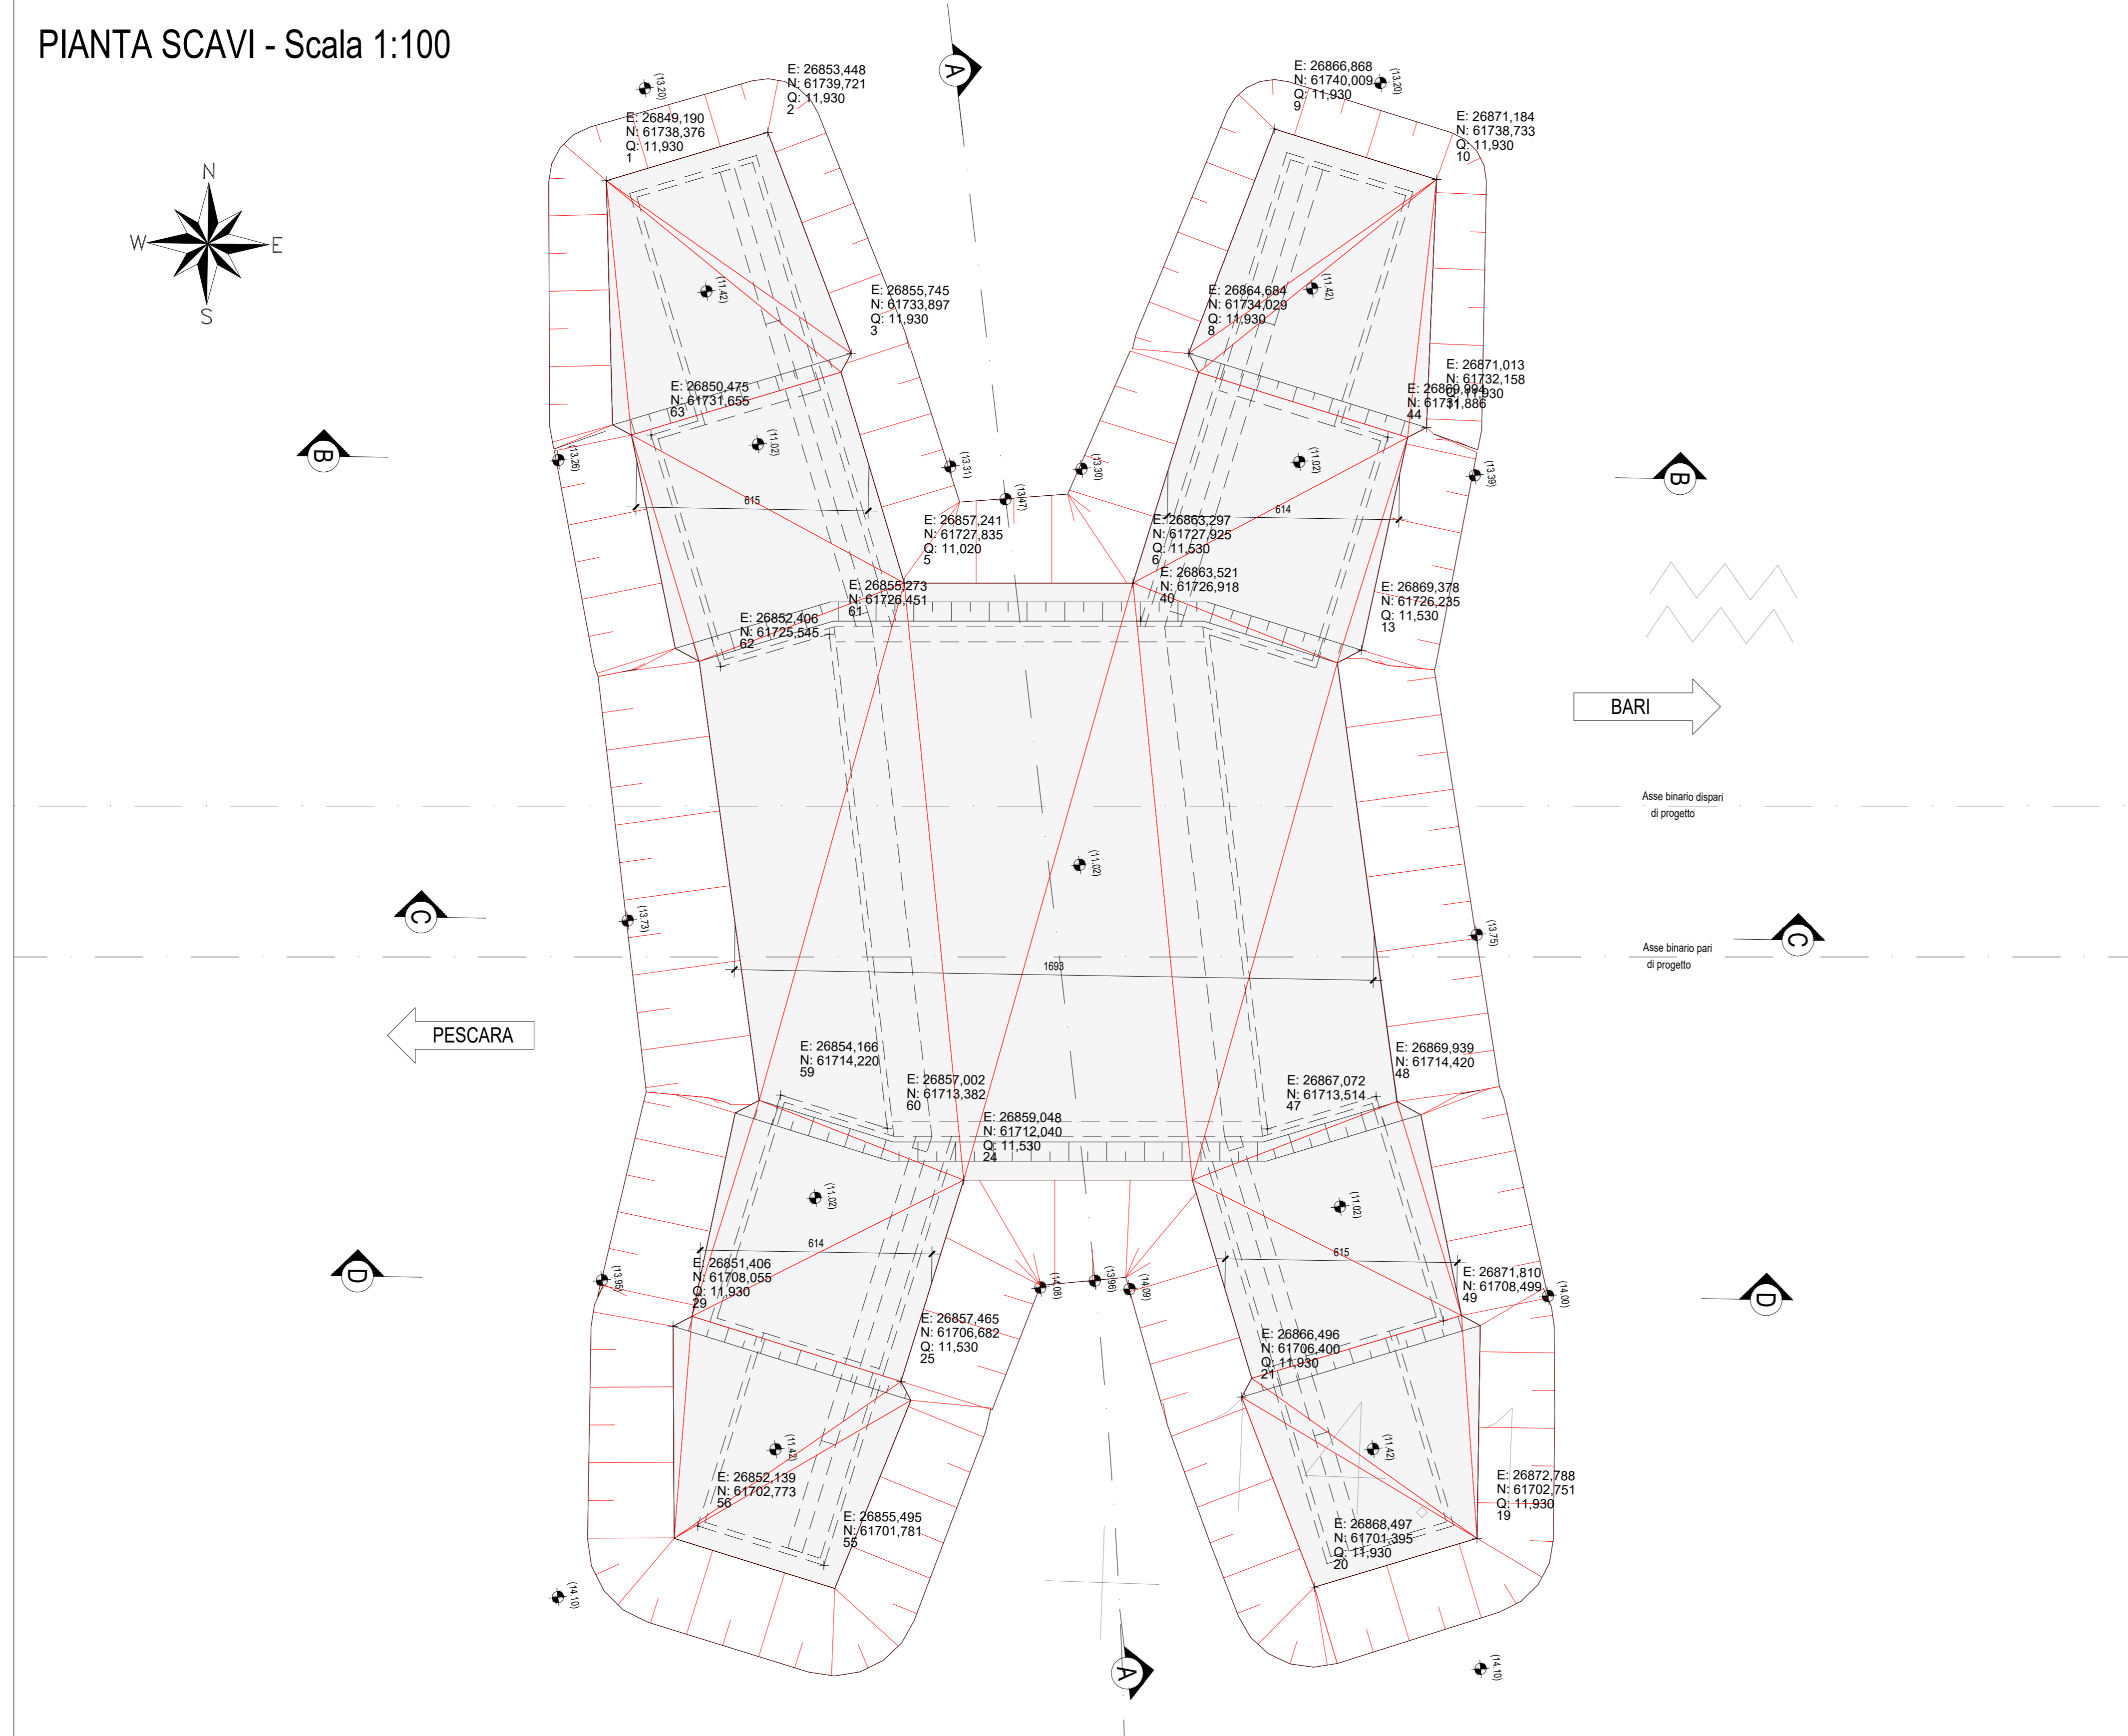 PIANTA SCAVI - Scala 1:100
N
W
E
S
A
(13.20)
E: 26853,448
N: 61739,721
Q: 11,930
2
E: 26849,190
N: 61738,376
Q: 11,930
1
E: 26866,868
N: 61740,009
Q: 11,930
9
(13.20)
E: 26871,184
N: 61738,733
Q: 11,930
10
(11.42)
E: 26855,745
N: 61733,897
Q: 11,930
3
E: 26864,684
N: 61734,029
Q: 11,930
8
(11.42)
E: 26850,475
N: 61731,655
63
E: 26871,013
N: 61732,158
Q: 11,930
11
E: 26869,994
N: 61731,886
44
B
(13.26)
(11.02)
(13.31)
(13.30)
(11.02)
(13.39)
B
615
(13.47)
614
E: 26857,241
N: 61727,835
Q: 11,020
5
E: 26863,297
N: 61727,925
Q: 11,530
6
E: 26855,273
N: 61726,451
61
E: 26863,521
N: 61726,918
40
E: 26869,378
N: 61726,235
Q: 11,530
13
E: 26852,406
N: 61725,545
62
BARI
Asse binario dispari
di progetto
(11.02)
C
(13.73)
(13.75)
C
Asse binario pari
di progetto
1693
PESCARA
E: 26854,166
N: 61714,220
59
E: 26857,002
N: 61713,382
60
E: 26859,048
N: 61712,040
Q: 11,530
24
E: 26867,072
N: 61713,514
47
E: 26869,939
N: 61714,420
48
(11.02)
(11.02)
614
615
D
(13.95)
E: 26851,406
N: 61708,055
Q: 11,930
29
(14.08)
(13.96)
(14.09)
E: 26871,810
N: 61708,499
49
(14.00)
D
E: 26857,465
N: 61706,682
Q: 11,530
25
E: 26866,496
N: 61706,400
Q: 11,930
21
(11.42)
(11.42)
E: 26852,139
N: 61702,773
56
E: 26855,495
N: 61701,781
55
E: 26872,788
N: 61702,751
Q: 11,930
19
E: 26868,497
N: 61701,395
Q: 11,930
20
(14.10)
A
(14.10)